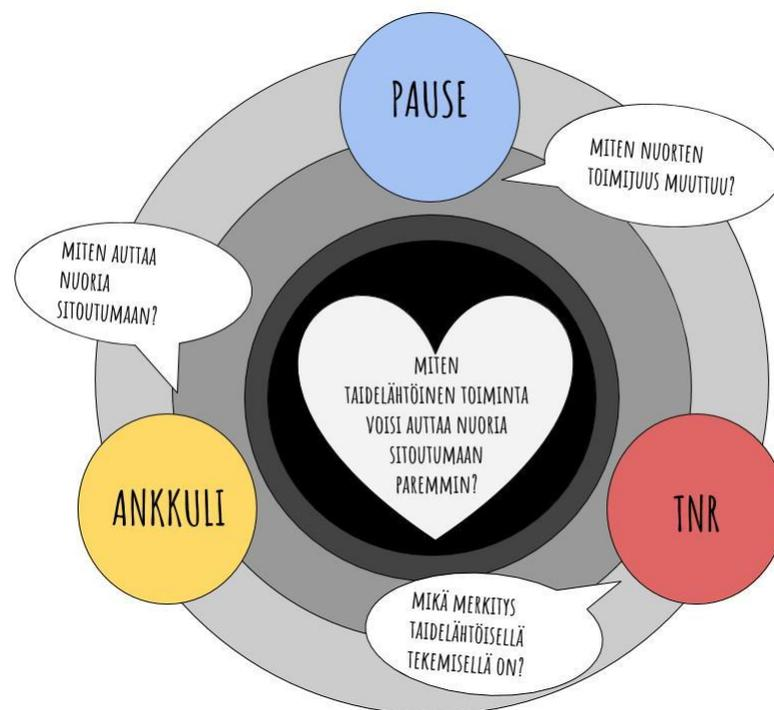 PAUSE
MITEN NUORTEN
TOIMIJUUS MUUTTUU?
MITEN AUTTAA
NUORIA
SITOUTUMAAN?
MITEN
TAIDELÄHTÖINEN TOIMINTA
VOISI AUTTAA NUORIA
SITOUTUMAAN
PAREMMIN?
ANKKULI
TNR
MIKÄ MERKITYS
TAIDELÄHTÖISELLÄ
TEKEMISELLÄ ON?